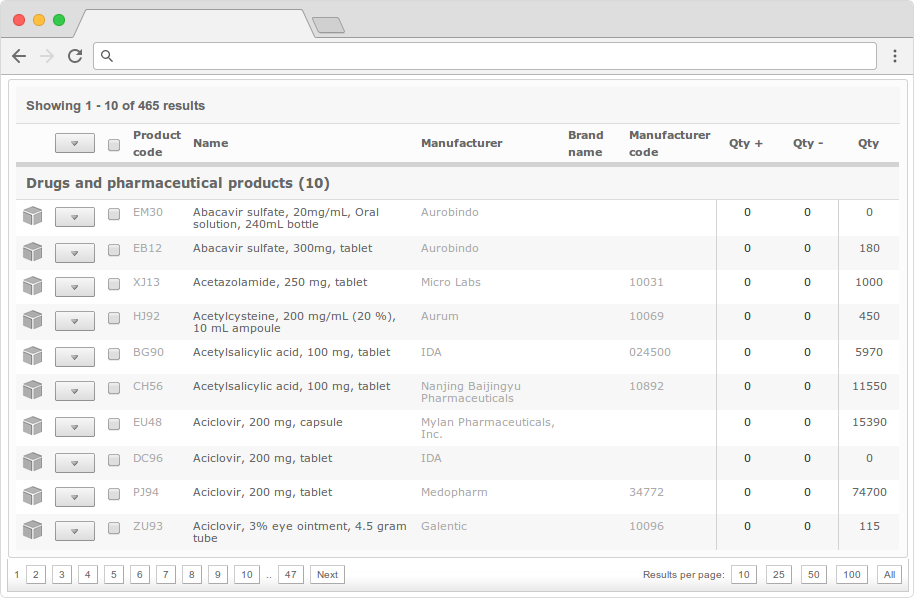 Showing 1 - 10 of 465 results
Product code Name Manufacturer Brand name Manufacturer code Qty + Qty - Qty
Drugs and pharmaceutical products (10)
EM30 Abacavir sulfate, 20mg/mL, Oral solution, 240mL bottle Aurobindo 0 0 0
EB12 Abacavir sulfate, 300mg, tablet Aurobindo 0 0 180
XJ13 Acetazolamide, 250 mg, tablet Micro Labs 10031 0 0 1000
HJ92 Acetylcysteine, 200 mg/mL (20 %), 10 mL ampoule Aurum 10069 0 0 450
BG90 Acetylsalicylic acid, 100 mg, tablet IDA 024500 0 0 5970
CH56 Acetylsalicylic acid, 100 mg, tablet Nanjing Baijingyu Pharmaceuticals 10892 0 0 11550
EU48 Aciclovir, 200 mg, capsule Mylan Pharmaceuticals, Inc. 0 0 15390
DC96 Aciclovir, 200 mg, tablet IDA 0 0 0
PJ94 Aciclovir, 200 mg, tablet Medopharm 34772 0 0 74700
ZU93 Aciclovir, 3% eye ointment, 4.5 gram tube Galentic 10096 0 0 115
1 2 3 4 5 6 7 8 9 10 .. 47 Next Results per page: 10 25 50 100 All